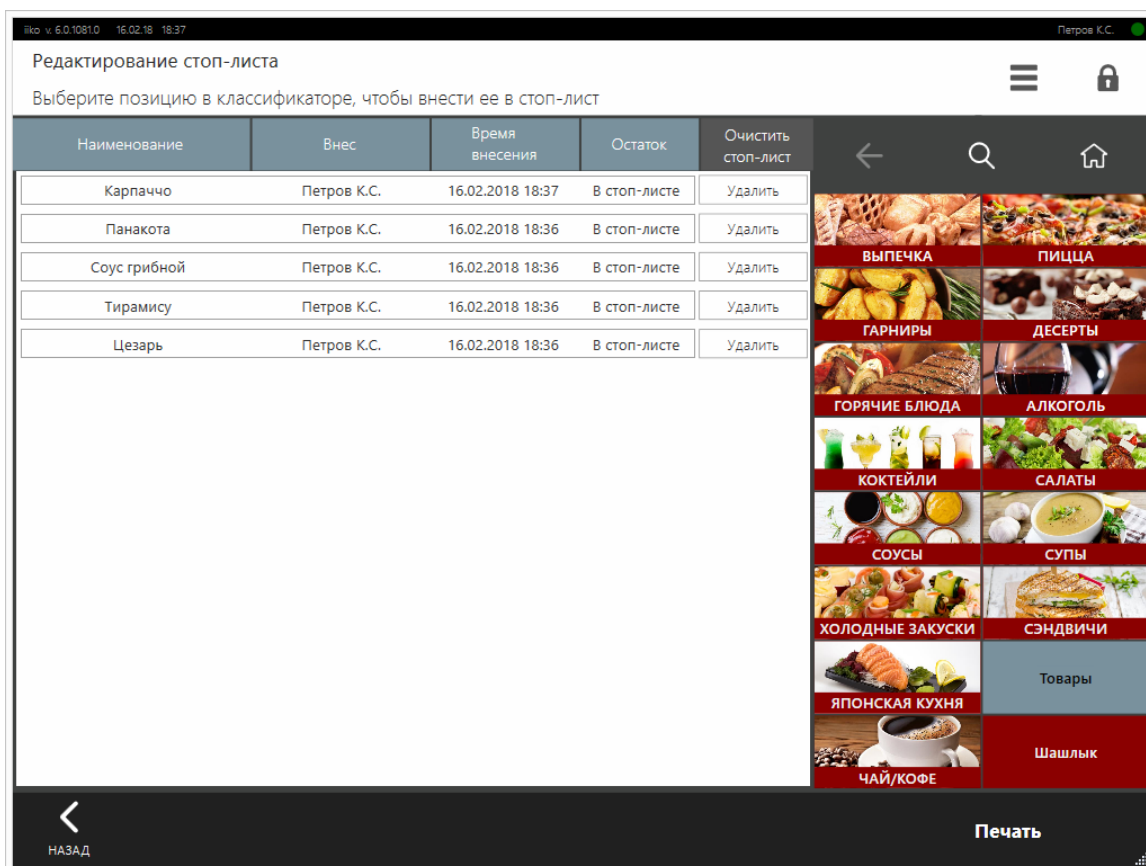 iiko v. 6.0.1081.0 16.02.18 18:37 Петров К.С.
Редактирование стоп-листа
Выберите позицию в классификаторе, чтобы внести ее в стоп-лист
Наименование
Внес
Время
внесения
Остаток
Очистить
стоп-лист
Карпаччо Петров К.С. 16.02.2018 18:37 В стоп-листе Удалить
Панакота Петров К.С. 16.02.2018 18:36 В стоп-листе Удалить
Соус грибной Петров К.С. 16.02.2018 18:36 В стоп-листе Удалить
Тирамису Петров К.С. 16.02.2018 18:36 В стоп-листе Удалить
Цезарь Петров К.С. 16.02.2018 18:36 В стоп-листе Удалить
ВЫПЕЧКА ПИЦЦА
ГАРНИРЫ ДЕСЕРТЫ
ГОРЯЧИЕ БЛЮДА АЛКОГОЛЬ
КОКТЕЙЛИ САЛАТЫ
СОУСЫ СУПЫ
ХОЛОДНЫЕ ЗАКУСКИ СЭНДВИЧИ
ЯПОНСКАЯ КУХНЯ Товары
ЧАЙ/КОФЕ Шашлык
НАЗАД Печать